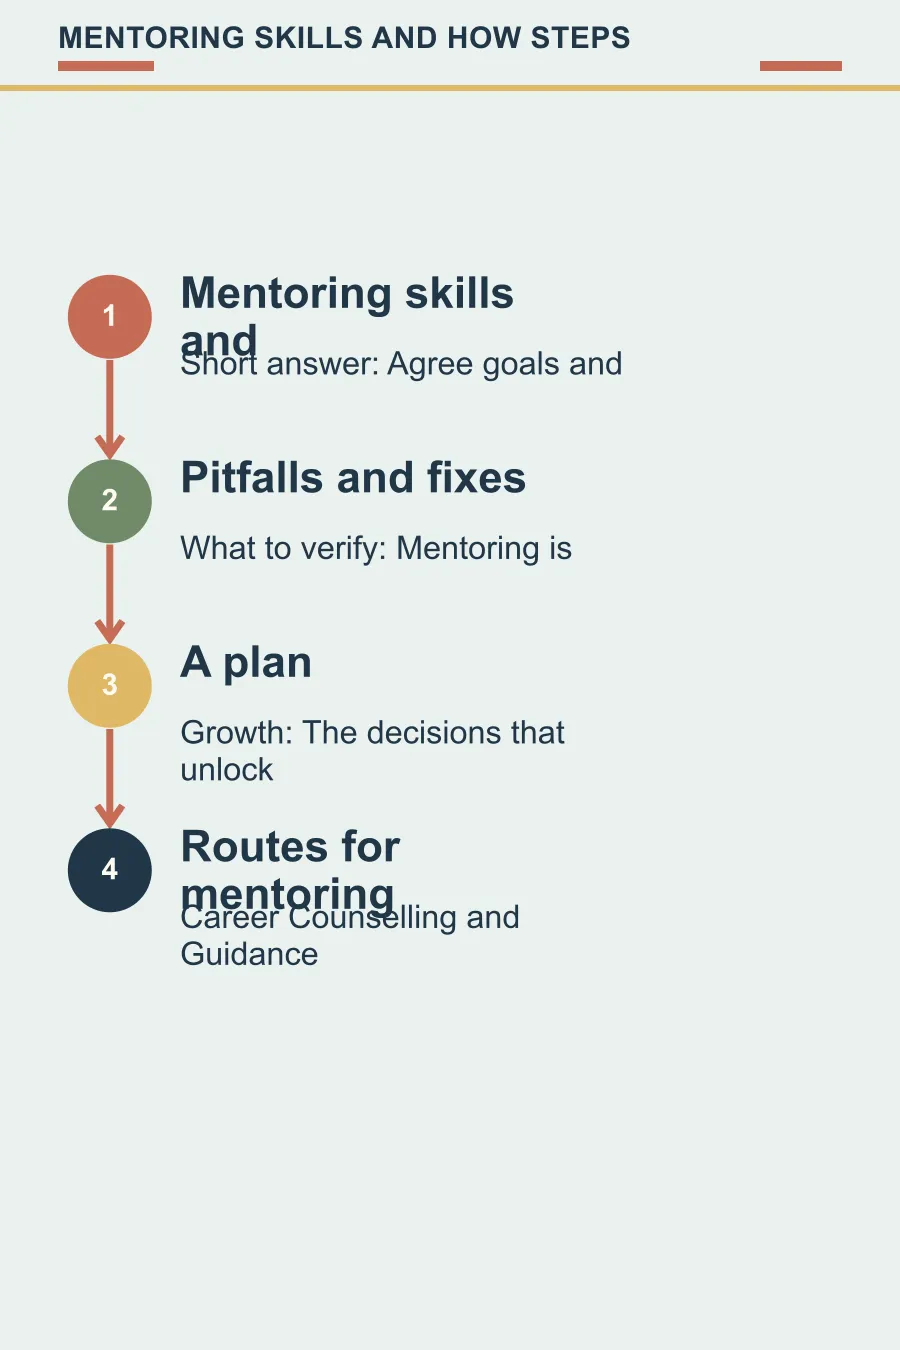 MENTORING SKILLS AND HOW STEPS
1
Mentoring skills
and
Short answer: Agree goals and
2
Pitfalls and fixes
What to verify: Mentoring is
3
A plan
Growth: The decisions that
unlock
4
Routes for
mentoring
Career Counselling and
Guidance